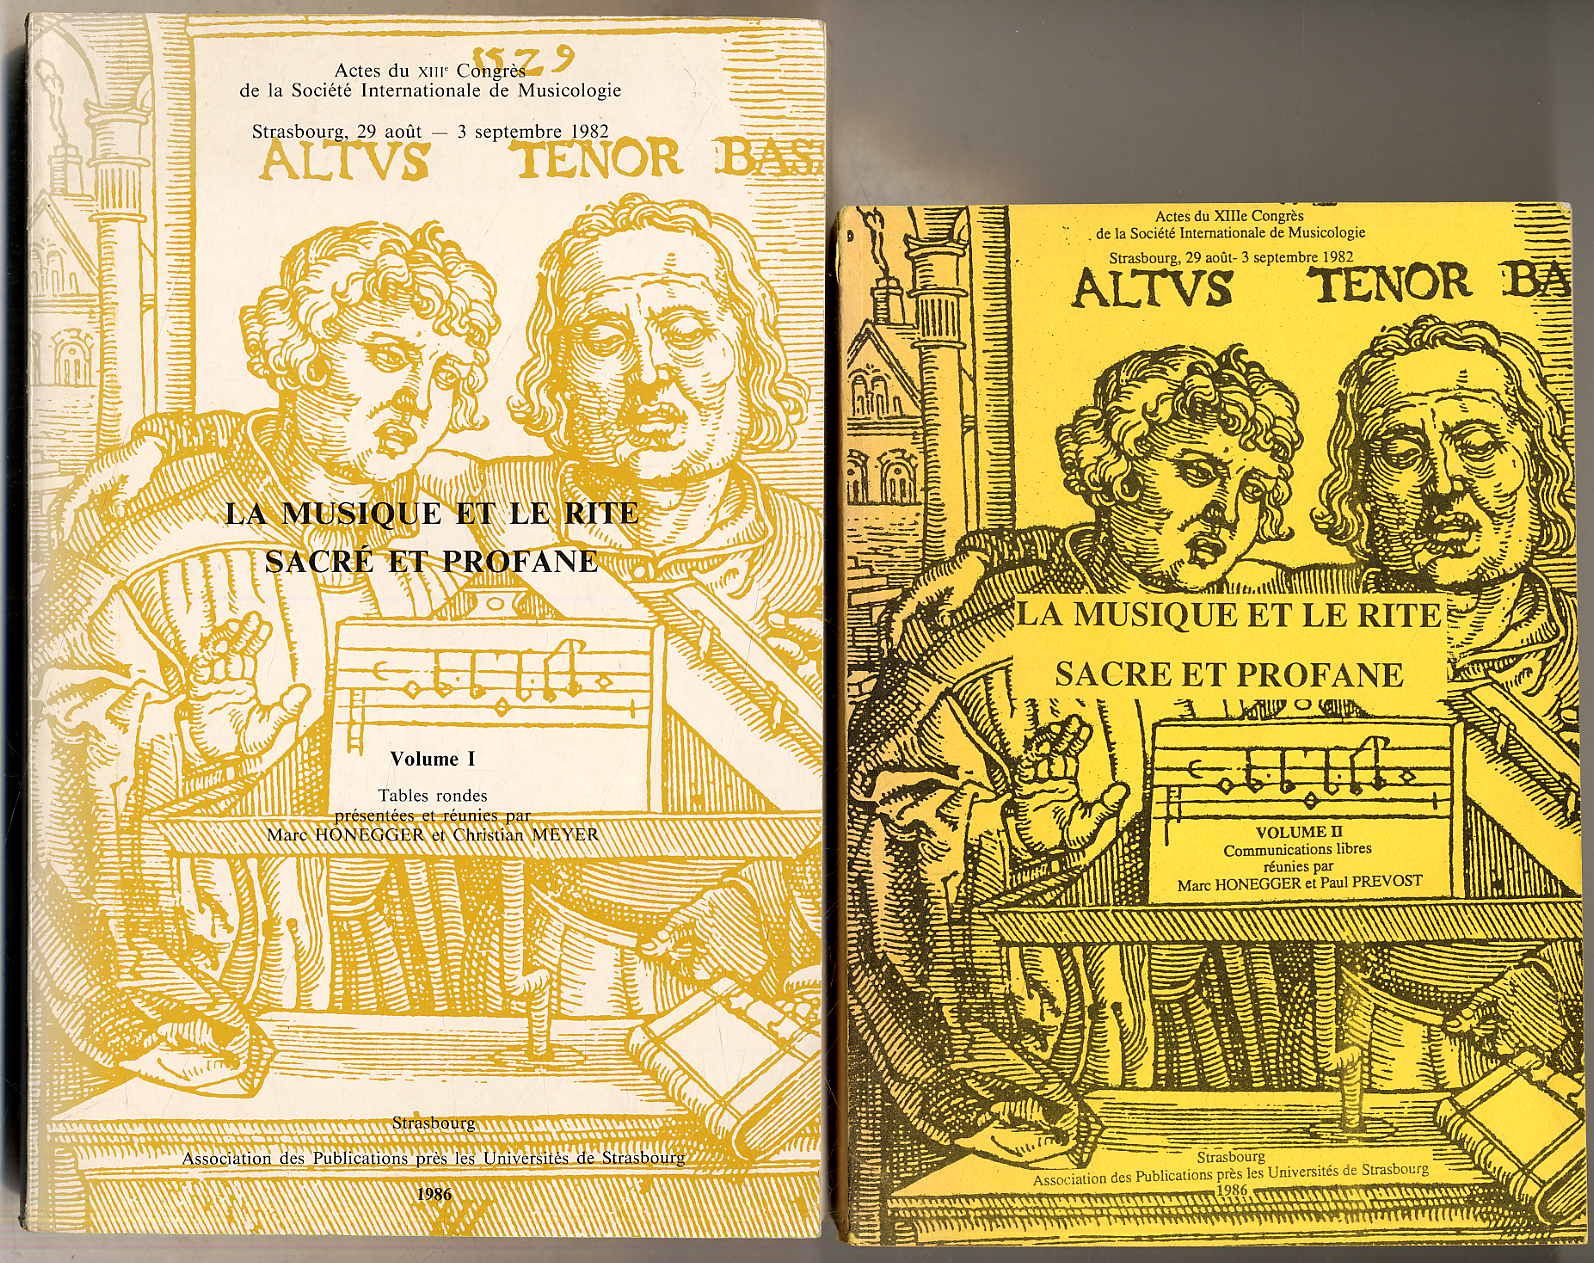 1529
Actes du XIIIe Congrès
de la Société Internationale de Musicologie
Strasbourg, 29 août — 3 septembre 1982
ALTVS TENOR BAS
LA MUSIQUE ET LE RITE
SACRÉ ET PROFANE
Volume I
Tables rondes
présentées et réunies par
Marc HONEGGER et Christian MEYER
Strasbourg
Association des Publications près les Universités de Strasbourg
1986
Actes du XIIIe Congrès
de la Société Internationale de Musicologie
Strasbourg, 29 août- 3 septembre 1982
ALTVS TENOR BA
LA MUSIQUE ET LE RITE
SACRE ET PROFANE
VOLUME II
Communications libres
réunies par
Marc HONEGGER et Paul PREVOST
Strasbourg
Association des Publications près les Universités de Strasbourg
1986